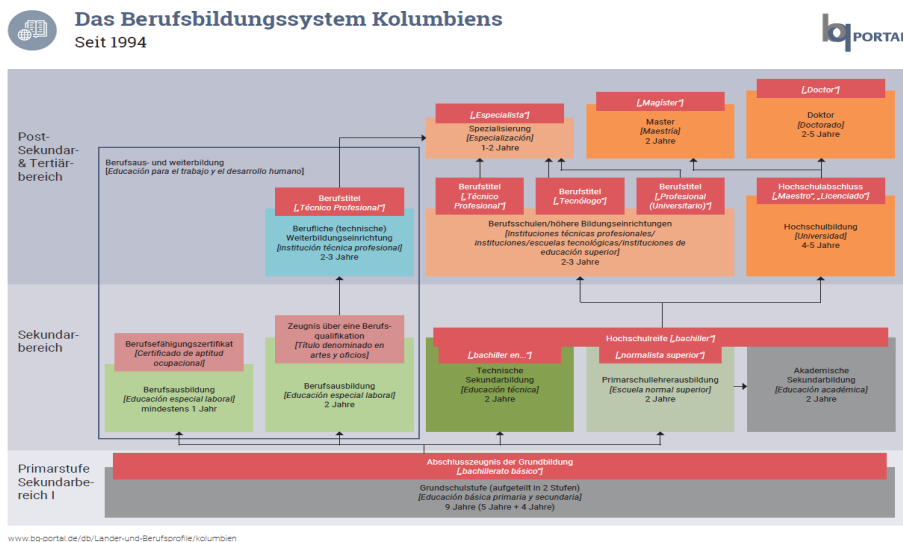 Das Berufsbildungssystem Kolumbiens
Seit 1994
bq PORTAL
Post-
Sekundar-
& Tertiär-
bereich
Berufsaus- und weiterbildung
[Educación para el trabajo y el desarrollo humano]
Berufstitel
[„Técnico Profesional"]
Berufliche (technische)
Weiterbildungseinrichtung
[Institución técnica profesional]
2-3 Jahre
[„Especialista"]
Spezialisierung
[Especialización]
1-2 Jahre
[„Magíster"]
Master
[Maestría]
2 Jahre
[„Doctor"]
Doktor
[Doctorado]
2-5 Jahre
Berufstitel
[„Técnico
Profesional"]
Berufstitel
[„Tecnólogo"]
Berufstitel
[„Profesional
(Universitario)"]
Berufsschulen/höhere Bildungseinrichtungen
[Instituciones técnicas profesionales/
instituciones/escuelas tecnológicas/instituciones de
educación superior]
2-3 Jahre
Hochschulabschluss
[„Maestro", „Licenciado"]
Hochschulbildung
[Universidad]
4-5 Jahre
Sekundar-
bereich
Berufsefähigungszertifikat
[Certificado de aptitud
ocupacional]
Berufsausbildung
[Educación especial laboral]
mindestens 1 Jahr
Zeugnis über eine Berufs-
qualifikation
[Título denominado en
artes y oficios]
Berufsausbildung
[Educación especial laboral]
2 Jahre
Hochschulreife [„bachiller"]
[„bachiller en..."]
Technische
Sekundarbildung
[Educación técnica]
2 Jahre
[„normalista superior"]
Primarschullehrerausbildung
[Escuela normal superior]
2 Jahre
Akademische
Sekundarbildung
[Educación académica]
2 Jahre
Primarstufe
Sekundarbe-
reich I
Abschlusszeugnis der Grundbildung
[„bachillerato básico"]
Grundschulstufe (aufgeteilt in 2 Stufen)
[Educación básica primaria y secundaria]
9 Jahre (5 Jahre + 4 Jahre)
www.bq-portal.de/db/Länder-und-Berufsprofile/kolumbien